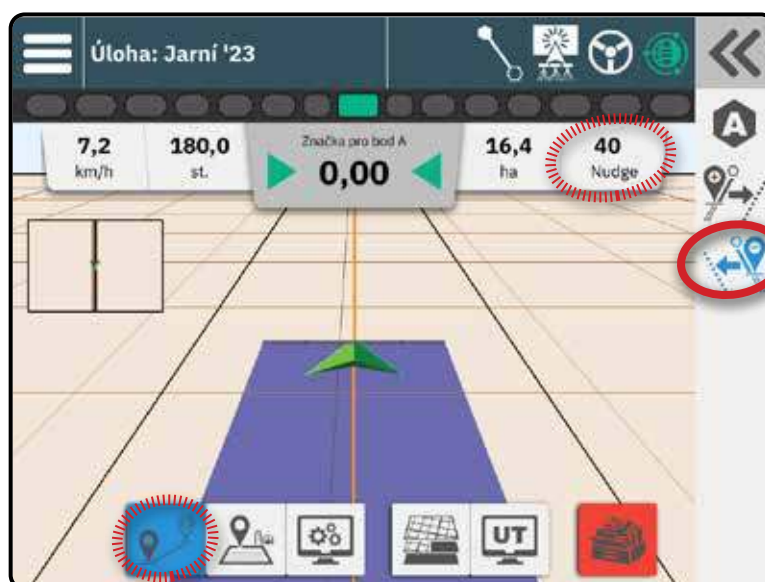 Úloha: Jarní '23
7,2
km/h
180,0
st.
Značka pro bod A
0,00
16,4
ha
40
Nudge
A
UT